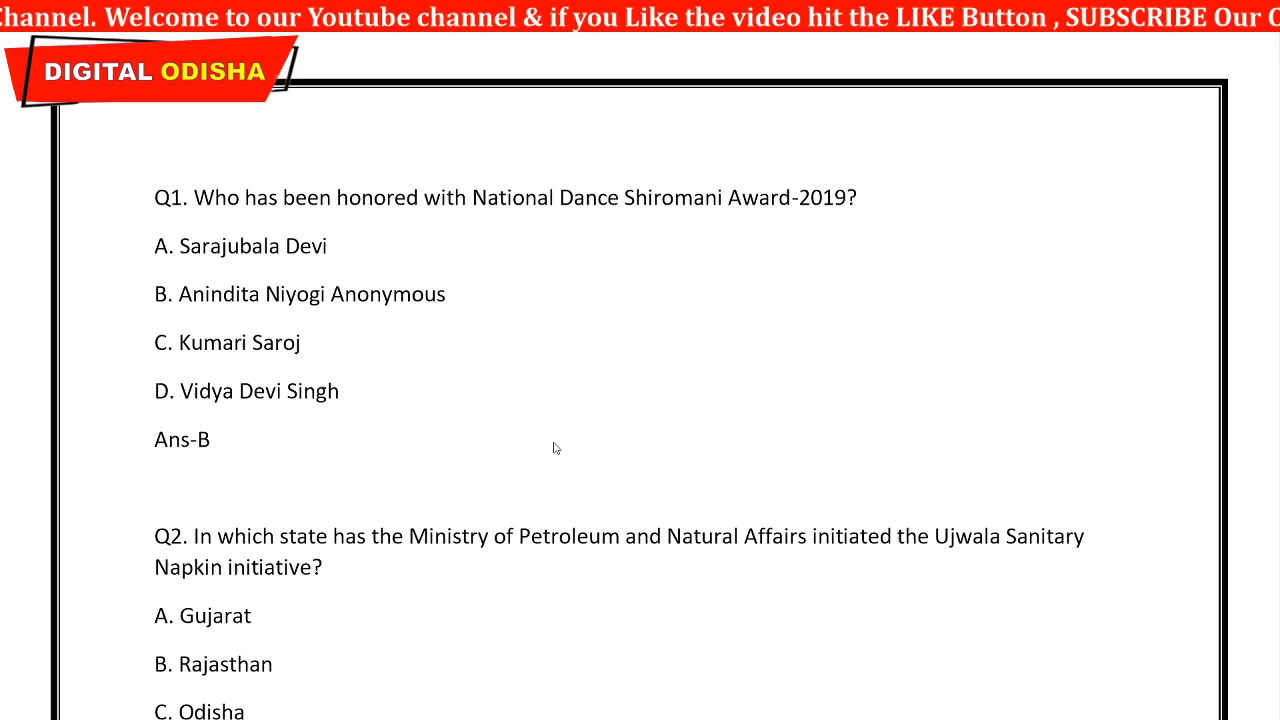 Channel. Welcome to our Youtube channel & if you Like the video hit the LIKE Button , SUBSCRIBE Our
DIGITAL ODISHA
Q1. Who has been honored with National Dance Shiromani Award-2019?
A. Sarajubala Devi
B. Anindita Niyogi Anonymous
C. Kumari Saroj
D. Vidya Devi Singh
Ans-B
Q2. In which state has the Ministry of Petroleum and Natural Affairs initiated the Ujwala Sanitary
Napkin initiative?
A. Gujarat
B. Rajasthan
C. Odisha